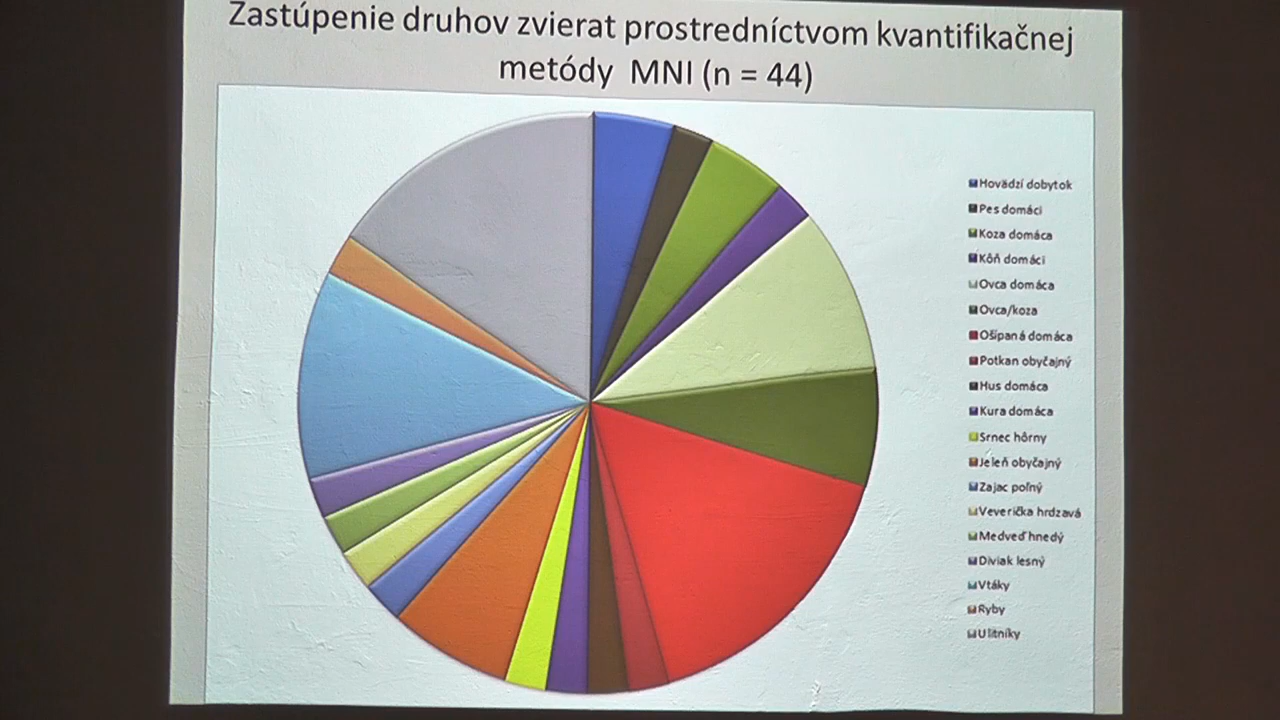 Zastúpenie druhov zvierat prostredníctvom kvantifikačnej
metódy MNI (n = 44)
Hovädzí dobytok
Pes domáci
Koza domáca
Kôň domáci
Ovca domáca
Ovca/koza
Ošípaná domáca
Potkan obyčajný
Hus domáca
Kura domáca
Srnec hôrny
Jeleň obyčajný
Zajac poľný
Veverička hrdzavá
Medveď hnedý
Diviak lesný
Vtáky
Ryby
Ulitníky